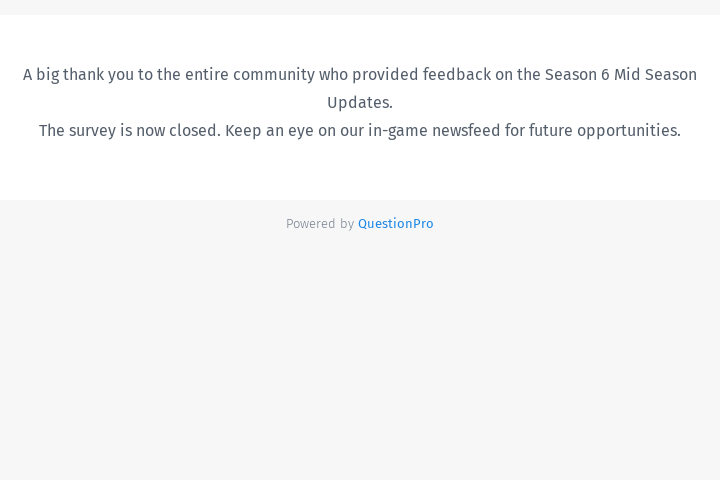 A big thank you to the entire community who provided feedback on the Season 6 Mid Season
Updates.
The survey is now closed. Keep an eye on our in-game newsfeed for future opportunities.
Powered by QuestionPro